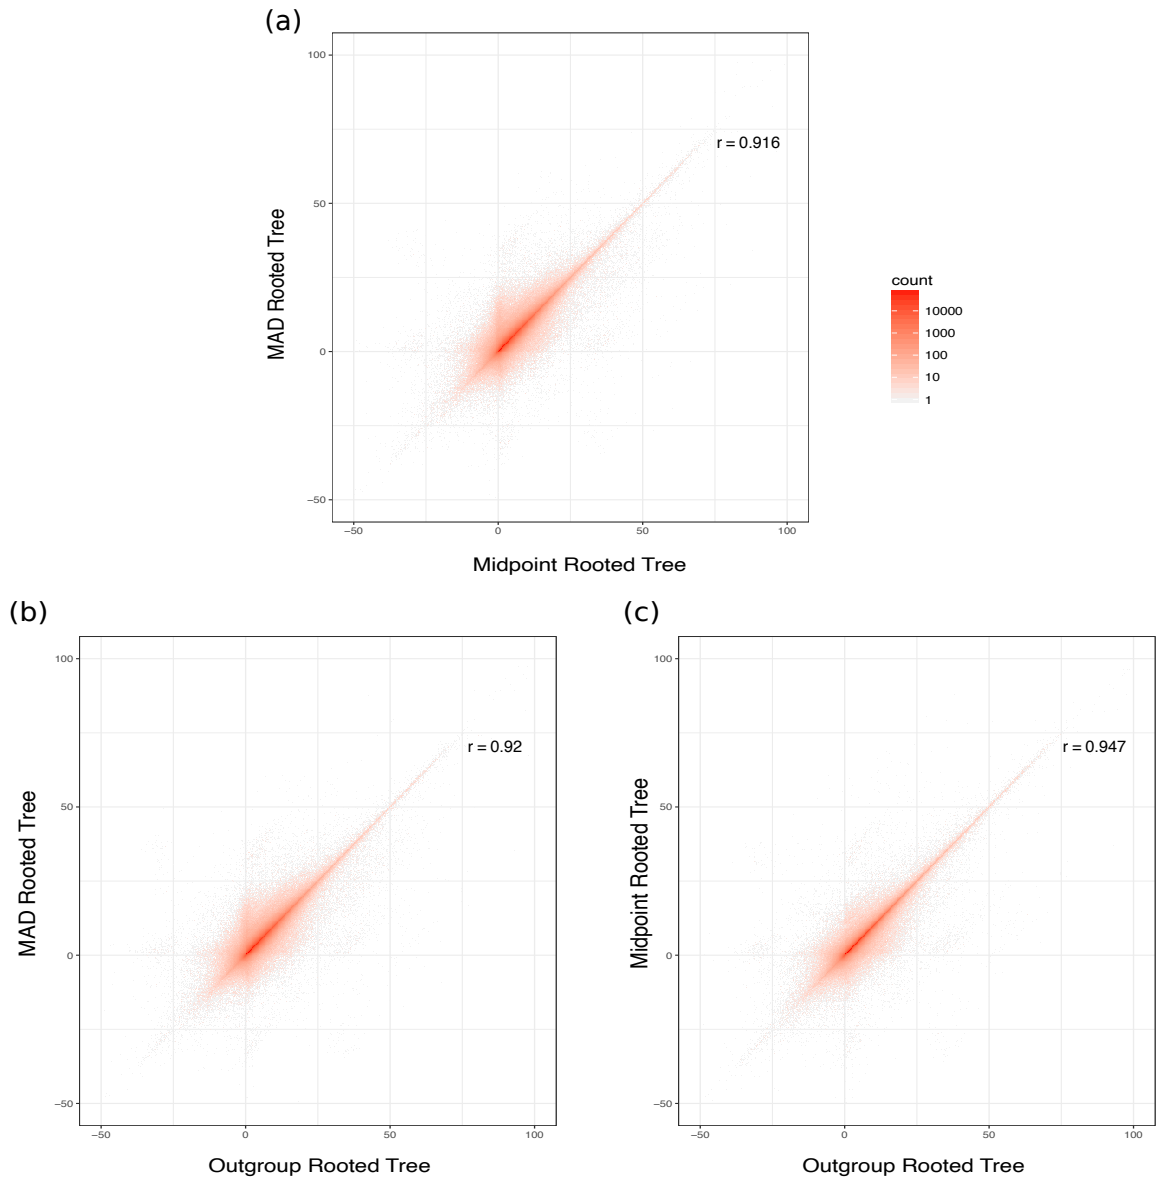 (a)
100
50
0
−50
−50
0
50
100
MAD Rooted Tree
Midpoint Rooted Tree
r = 0.916
count
10000
1000
100
10
1
(b)
100
50
0
−50
−50
0
50
100
MAD Rooted Tree
Outgroup Rooted Tree
r = 0.92
(c)
100
50
0
−50
−50
0
50
100
Midpoint Rooted Tree
Outgroup Rooted Tree
r = 0.947